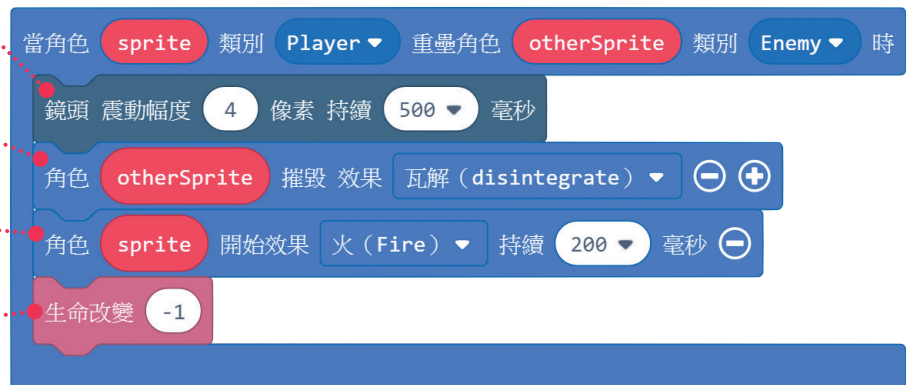 當角色 sprite 類別 Player 重壘角色 otherSprite 類別 Enemy 時
鏡頭 震動幅度 4 像素 持續 500 毫秒
角色 otherSprite 摧毀 效果 瓦解（disintegrate）
角色 sprite 開始效果 火（Fire） 持續 200 毫秒
生命改變 -1